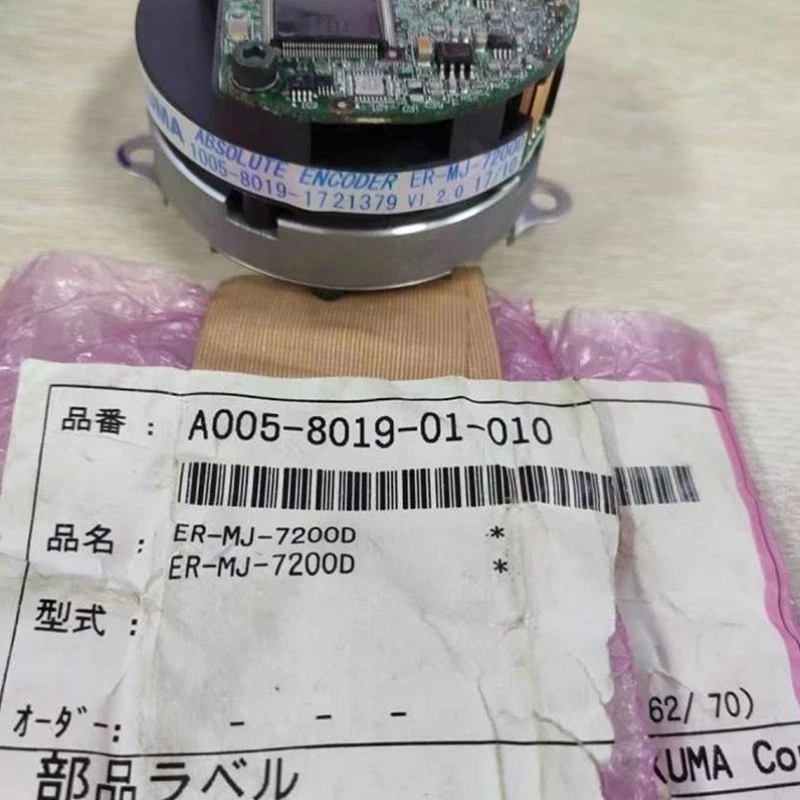 ABSOLUTE ENCODER ER-MJ-7200D
1005-8019-1721379 V1 2.0 17/10
品番: A005-8019-01-010
品名: ER-MJ-7200D *
ER-MJ-7200D *
型式:
オーダー: - - -
62/ 70)
部品ラベル
KUMA Co